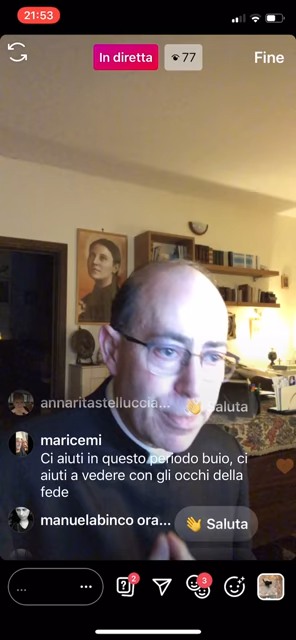 21:53
In diretta
77
Fine
annaritastelluccia...
👋 Saluta
maricemi
Ci aiuti in questo periodo buio, ci
aiuti a vedere con gli occhi della
fede
manuelabinco ora...
👋 Saluta
...
...
2
3